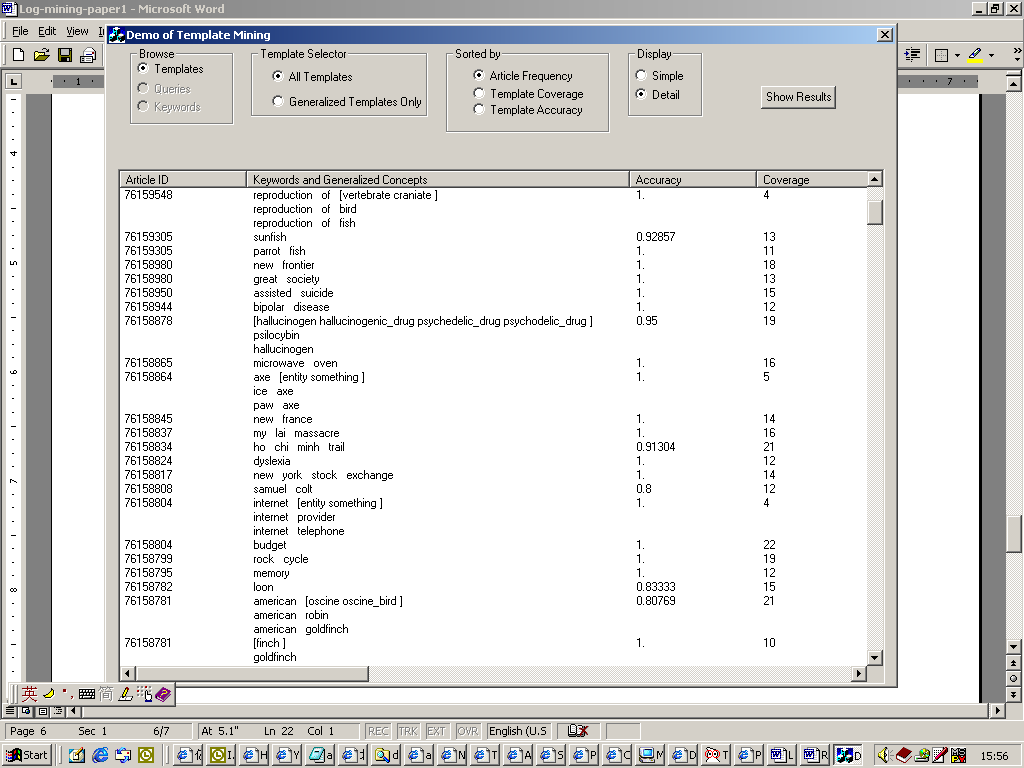 Log-mining-paper1 - Microsoft Word
File Edit View
Demo of Template Mining
Browse
Templates
Queries
Keywords
Template Selector
All Templates
Generalized Templates Only
Sorted by
Article Frequency
Template Coverage
Template Accuracy
Display
Simple
Detail
Show Results
Article ID Keywords and Generalized Concepts Accuracy Coverage
76159548 reproduction of [vertebrate craniate ] 1. 4
reproduction of bird
reproduction of fish
76159305 sunfish 0.92857 13
76159305 parrot fish 1. 11
76158980 new frontier 1. 18
76158980 great society 1. 13
76158950 assisted suicide 1. 15
76158944 bipolar disease 1. 12
76158878 [hallucinogen hallucinogenic_drug psychedelic_drug psychodelic_drug ] 0.95 19
psilocybin
hallucinogen
76158865 microwave oven 1. 16
76158864 axe [entity something ] 1. 5
ice axe
paw axe
76158845 new france 1. 14
76158837 my lai massacre 1. 16
76158834 ho chi minh trail 0.91304 21
76158824 dyslexia 1. 12
76158817 new york stock exchange 1. 14
76158808 samuel colt 0.8 12
76158804 internet [entity something ] 1. 4
internet provider
internet telephone
76158804 budget 1. 22
76158799 rock cycle 1. 19
76158795 memory 1. 12
76158782 loon 0.83333 15
76158781 american [oscine oscine_bird ] 0.80769 21
american robin
american goldfinch
76158781 [finch ] 1. 10
goldfinch
英 简
Page 6 Sec 1 6/7 At 5.1" Ln 22 Col 1 REC TRK EXT OVR English (U.S
Start 15:56